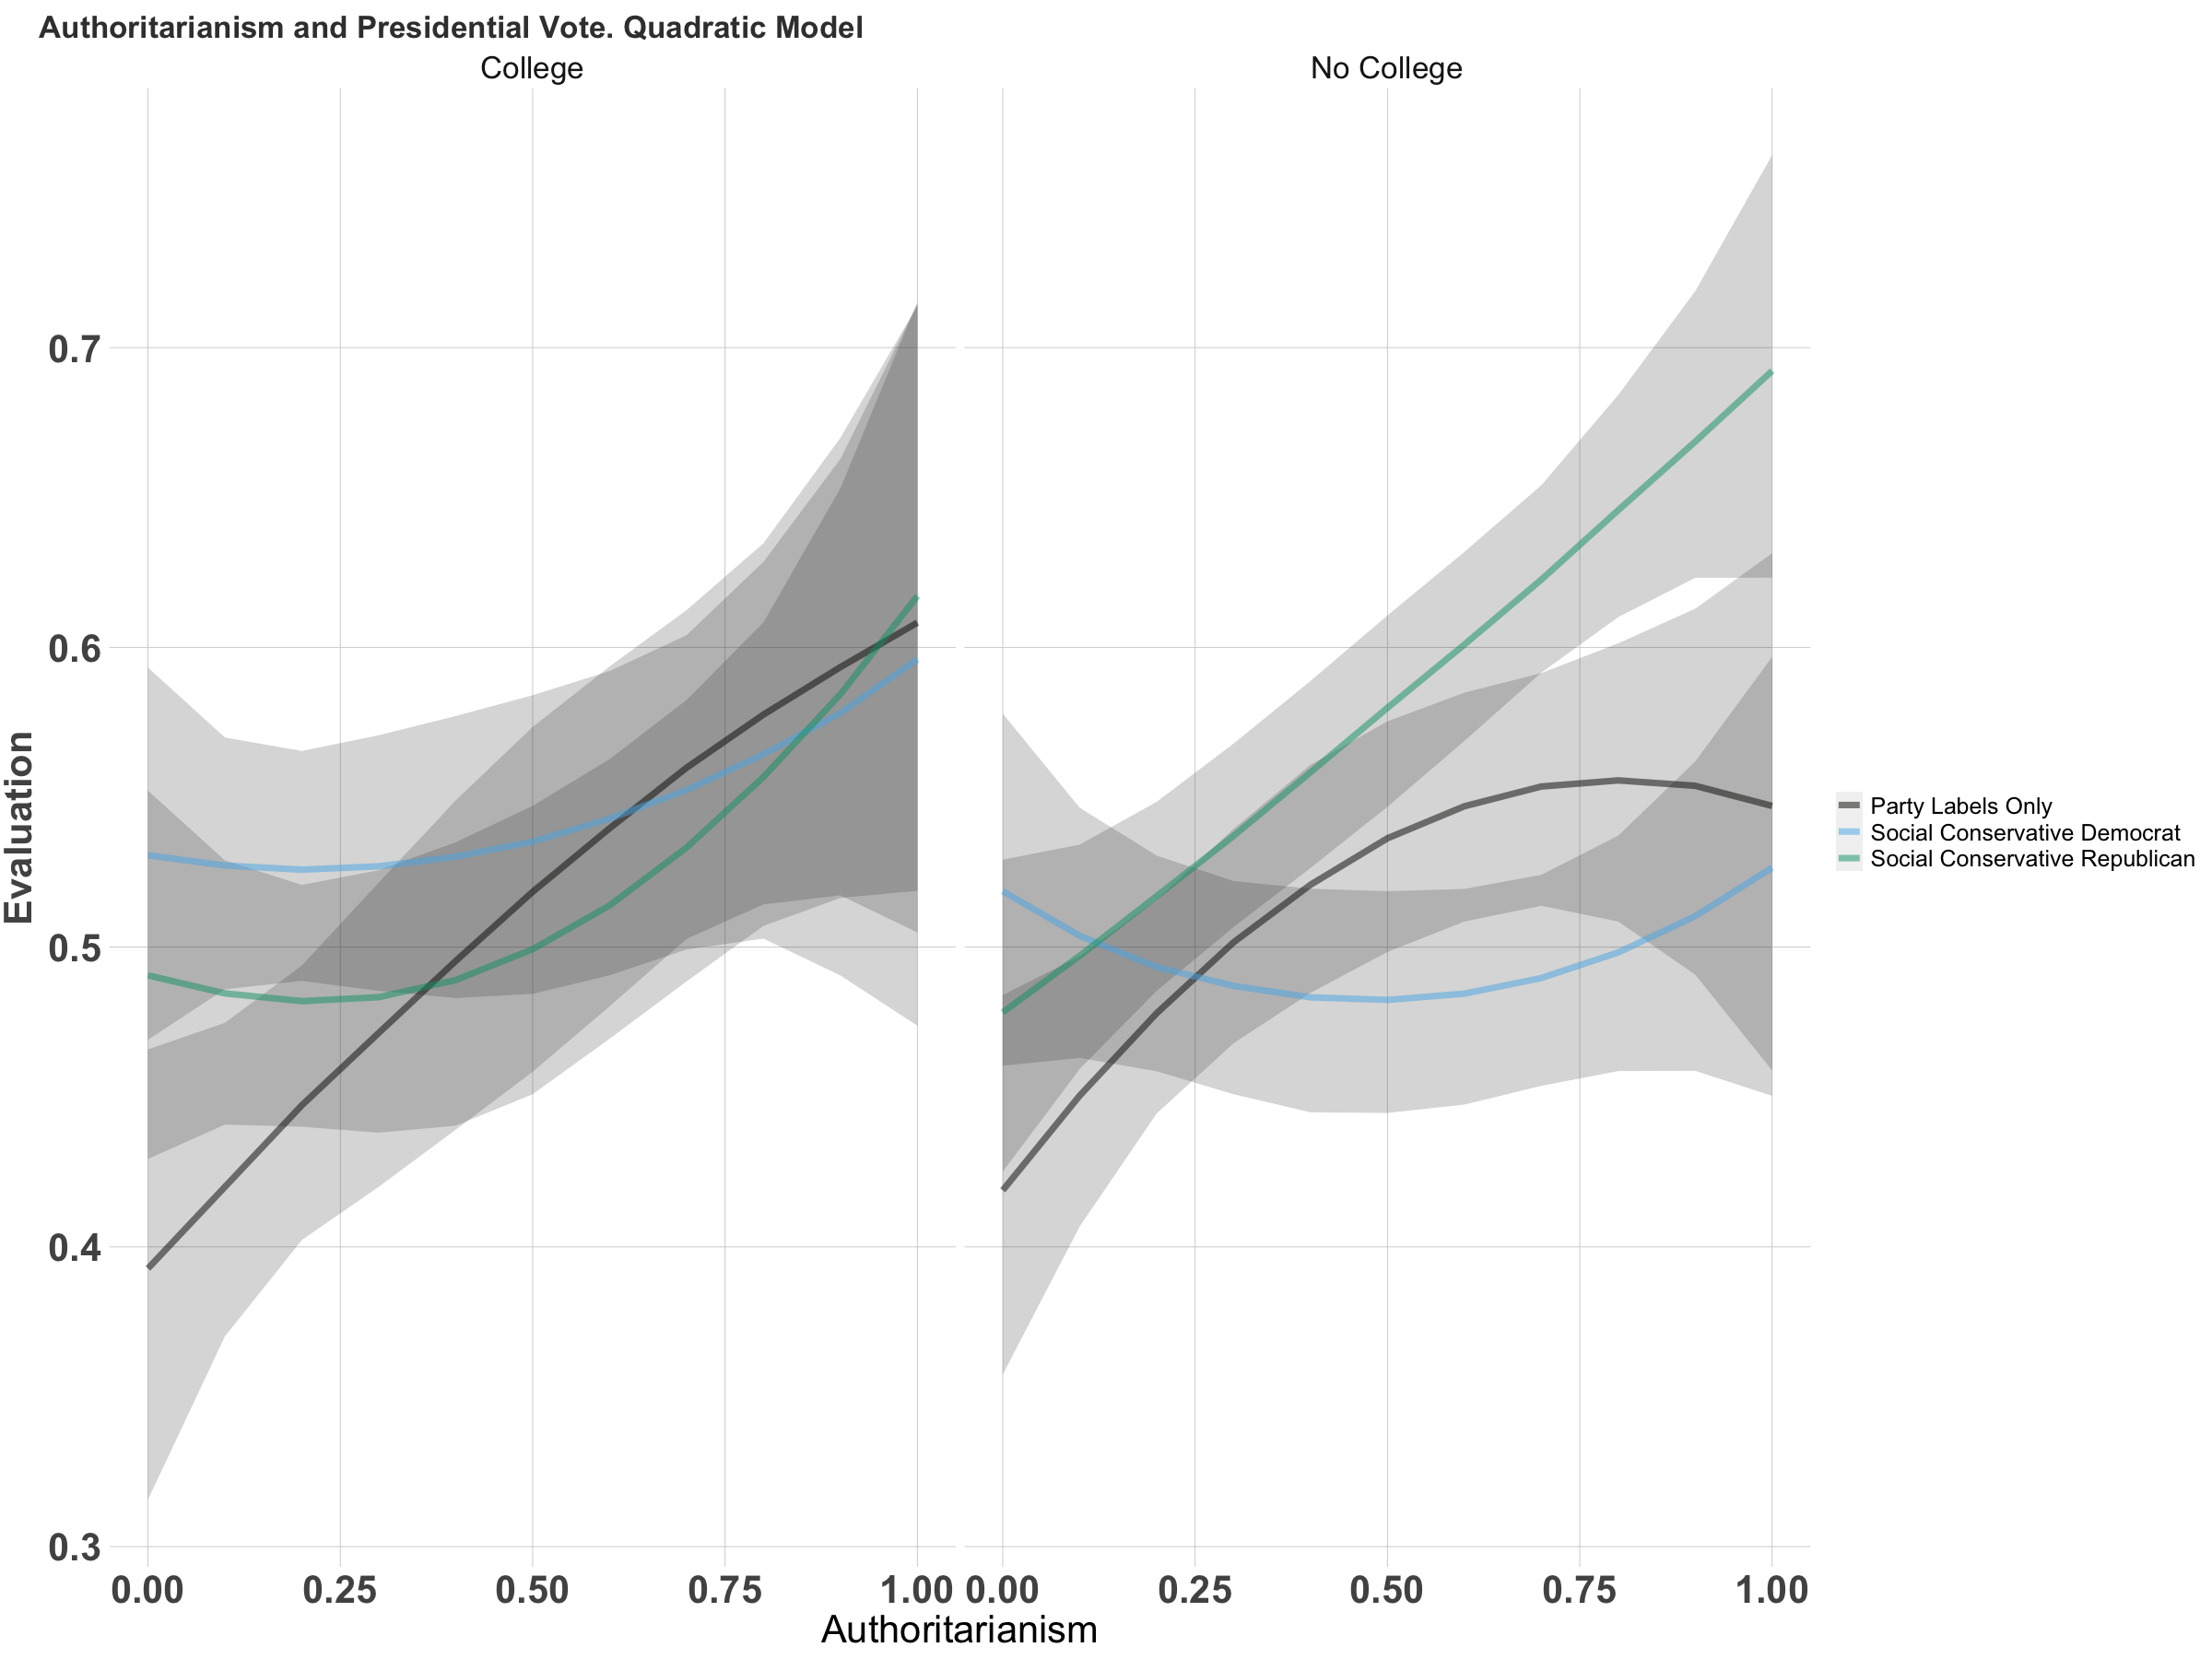 Authoritarianism and Presidential Vote. Quadratic Model
College
No College
Evaluation
0.7
0.6
0.5
0.4
0.3
0.00 0.25 0.50 0.75 1.00
0.00 0.25 0.50 0.75 1.00
Authoritarianism
Party Labels Only
Social Conservative Democrat
Social Conservative Republican